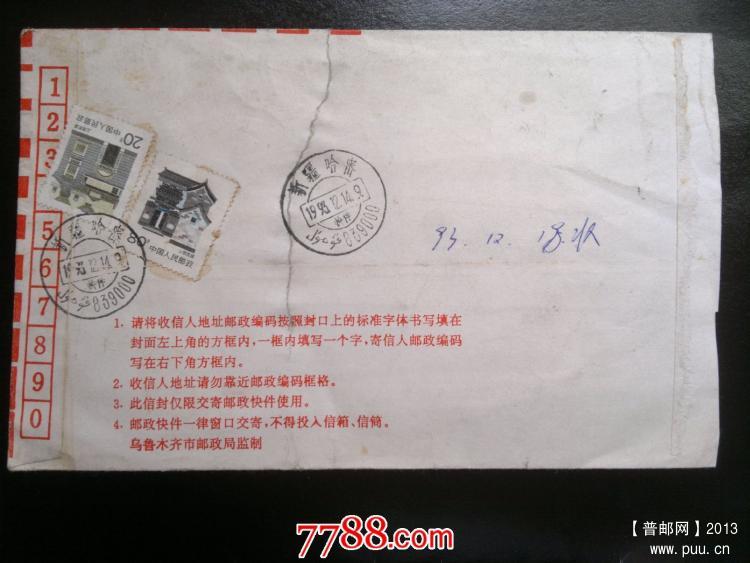 1
2
3
5
6
7
8
9
0
20分 中国人民邮政
80分 中国人民邮政
新疆哈密
1993.12.14.9
839000
新疆哈密
1993.12.14.9
839000
93.12.18收
1. 请将收信人地址邮政编码按照封口上的标准字体书写填在
封面左上角的方框内，一框内填写一个字，寄信人邮政编码
写在右下角方框内。
2. 收信人地址请勿靠近邮政编码框格。
3. 此信封仅限交寄邮政快件使用。
4. 邮政快件一律窗口交寄，不得投入信箱、信筒。
乌鲁木齐市邮政局监制
7788.com
【普邮网】2013
www.puu.cn